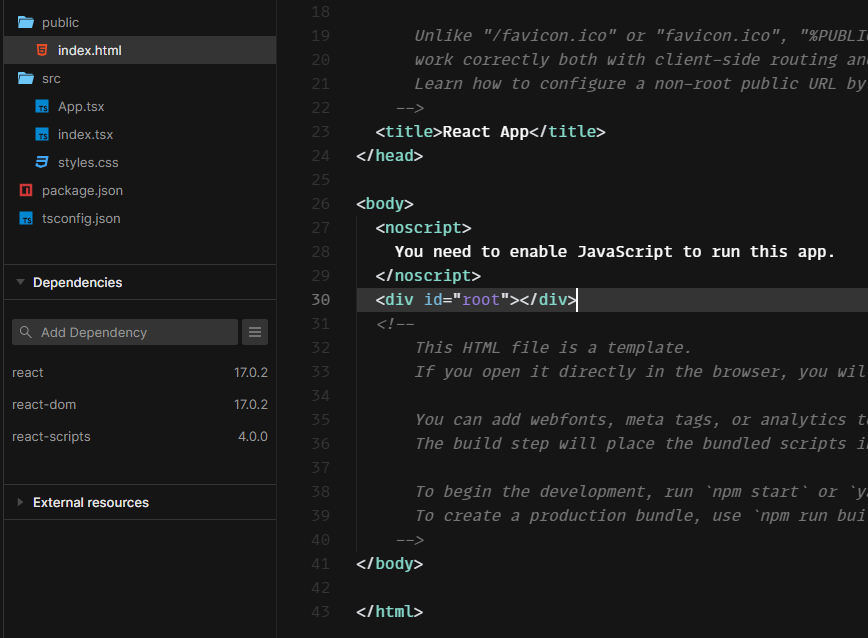 public
index.html
src
App.tsx
index.tsx
styles.css
package.json
tsconfig.json
Dependencies
Add Dependency
react 17.0.2
react-dom 17.0.2
react-scripts 4.0.0
External resources
18
19 Unlike "/favicon.ico" or "favicon.ico", "%PUBLIC
20 work correctly both with client-side routing and
21 Learn how to configure a non-root public URL by
22 -->
23 <title>React App</title>
24 </head>
25
26 <body>
27 <noscript>
28 You need to enable JavaScript to run this app.
29 </noscript>
30 <div id="root"></div>
31 <!--
32 This HTML file is a template.
33 If you open it directly in the browser, you will
34
35 You can add webfonts, meta tags, or analytics to
36 The build step will place the bundled scripts in
37
38 To begin the development, run `npm start` or `ya
39 To create a production bundle, use `npm run buil
40 -->
41 </body>
42
43 </html>